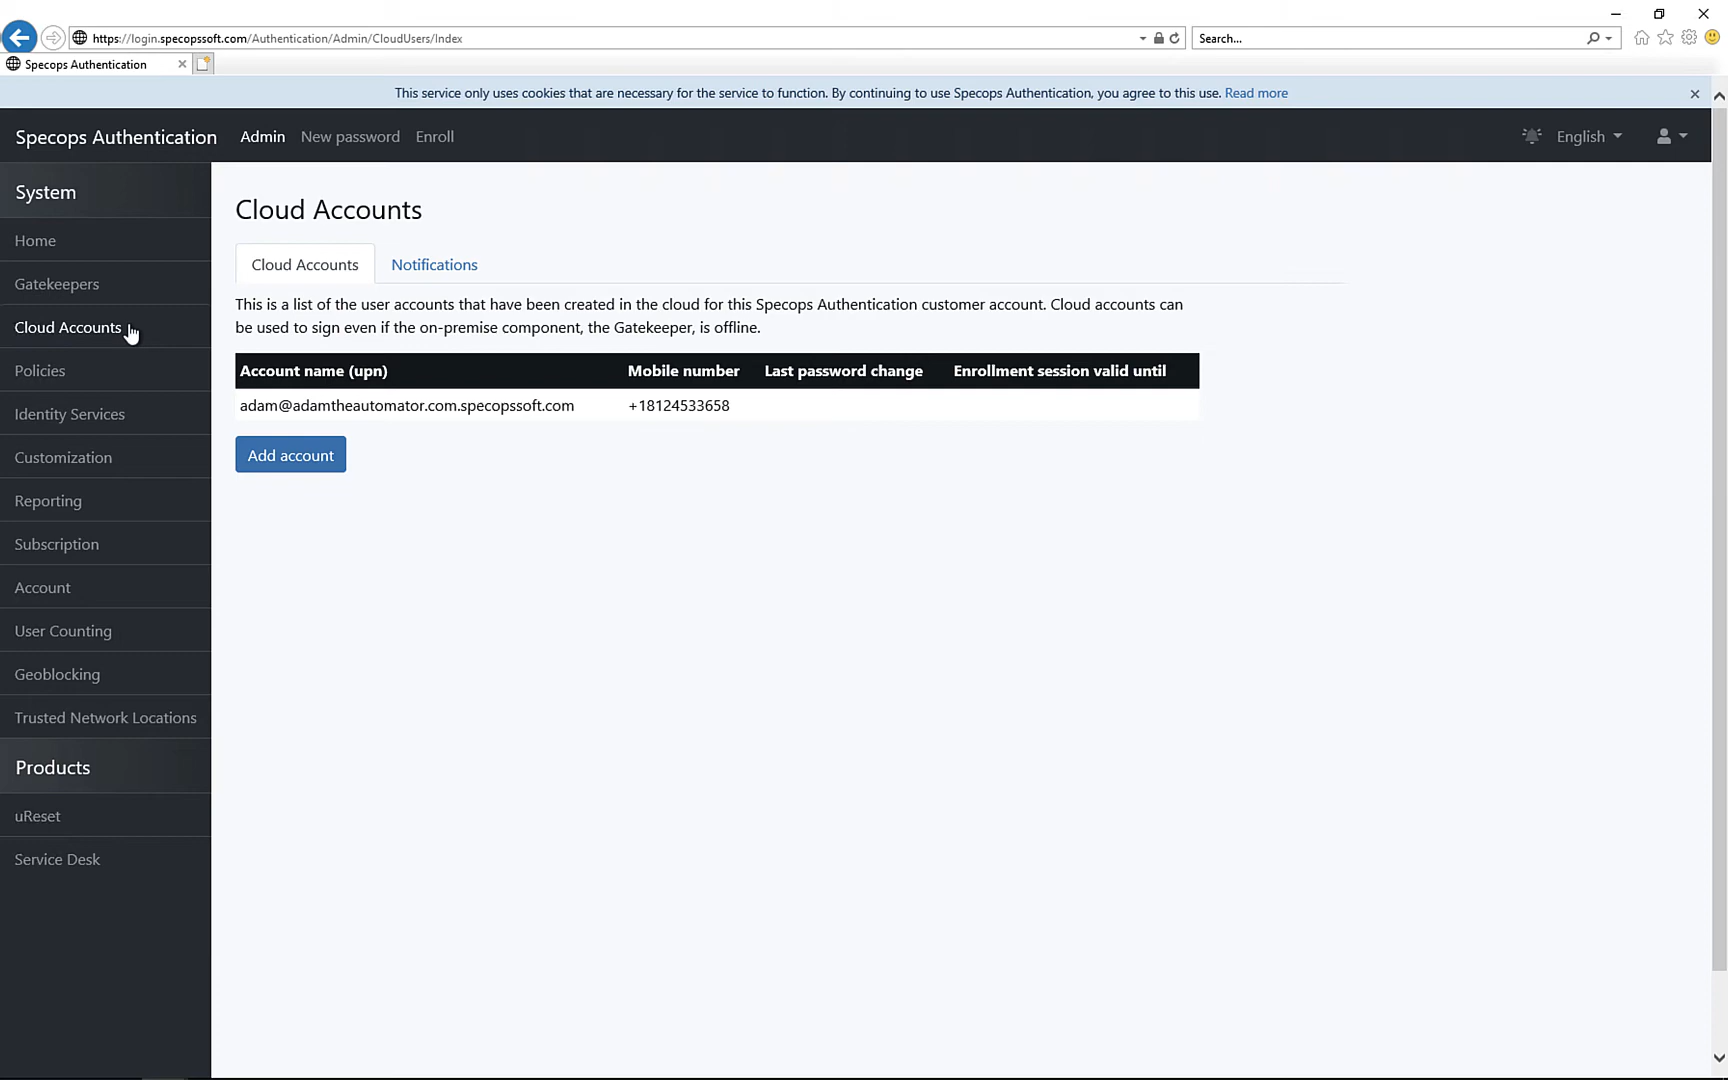 https://login.specopssoft.com/Authentication/Admin/CloudUsers/Index
Search...
Specops Authentication
This service only uses cookies that are necessary for the service to function. By continuing to use Specops Authentication, you agree to this use. Read more
Specops Authentication Admin New password Enroll English
System
Home
Gatekeepers
Cloud Accounts
Policies
Identity Services
Customization
Reporting
Subscription
Account
User Counting
Geoblocking
Trusted Network Locations
Products
uReset
Service Desk
Cloud Accounts
Cloud Accounts Notifications
This is a list of the user accounts that have been created in the cloud for this Specops Authentication customer account. Cloud accounts can
be used to sign even if the on-premise component, the Gatekeeper, is offline.
Account name (upn) Mobile number Last password change Enrollment session valid until
adam@adamtheautomator.com.specopssoft.com +18124533658
Add account